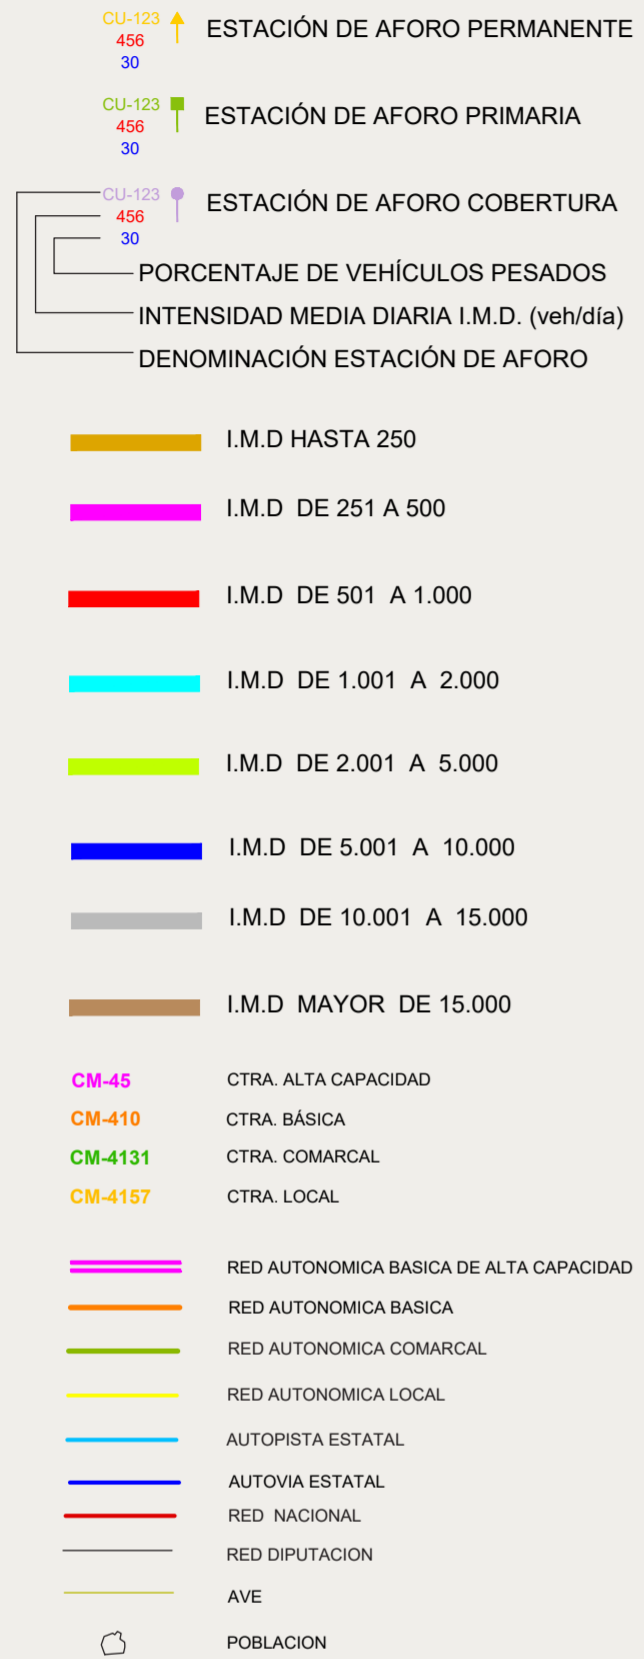 CU-123
456
30
ESTACIÓN DE AFORO PERMANENTE
CU-123
456
30
ESTACIÓN DE AFORO PRIMARIA
CU-123
456
30
ESTACIÓN DE AFORO COBERTURA
PORCENTAJE DE VEHÍCULOS PESADOS
INTENSIDAD MEDIA DIARIA I.M.D. (veh/día)
DENOMINACIÓN ESTACIÓN DE AFORO
I.M.D HASTA 250
I.M.D DE 251 A 500
I.M.D DE 501 A 1.000
I.M.D DE 1.001 A 2.000
I.M.D DE 2.001 A 5.000
I.M.D DE 5.001 A 10.000
I.M.D DE 10.001 A 15.000
I.M.D MAYOR DE 15.000
CM-45 CTRA. ALTA CAPACIDAD
CM-410 CTRA. BÁSICA
CM-4131 CTRA. COMARCAL
CM-4157 CTRA. LOCAL
RED AUTONOMICA BASICA DE ALTA CAPACIDAD
RED AUTONOMICA BASICA
RED AUTONOMICA COMARCAL
RED AUTONOMICA LOCAL
AUTOPISTA ESTATAL
AUTOVIA ESTATAL
RED NACIONAL
RED DIPUTACION
AVE
POBLACION